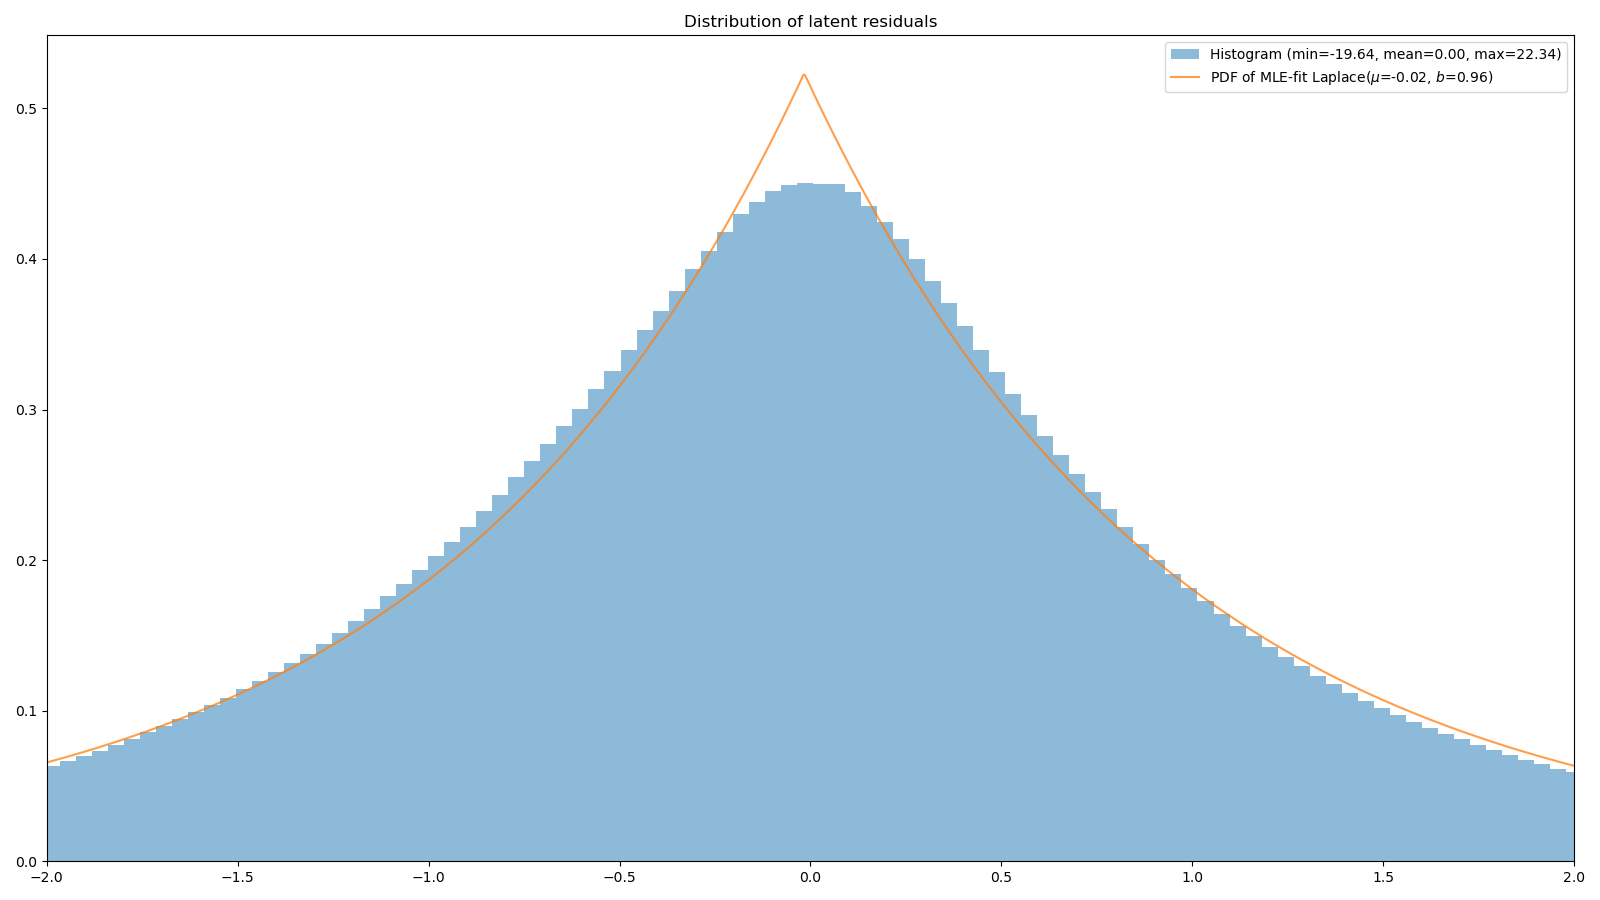 Distribution of latent residuals
Histogram (min=-19.64, mean=0.00, max=22.34)
PDF of MLE-fit Laplace(μ=-0.02, b=0.96)
0.5
0.4
0.3
0.2
0.1
0.0
−2.0 −1.5 −1.0 −0.5 0.0 0.5 1.0 1.5 2.0